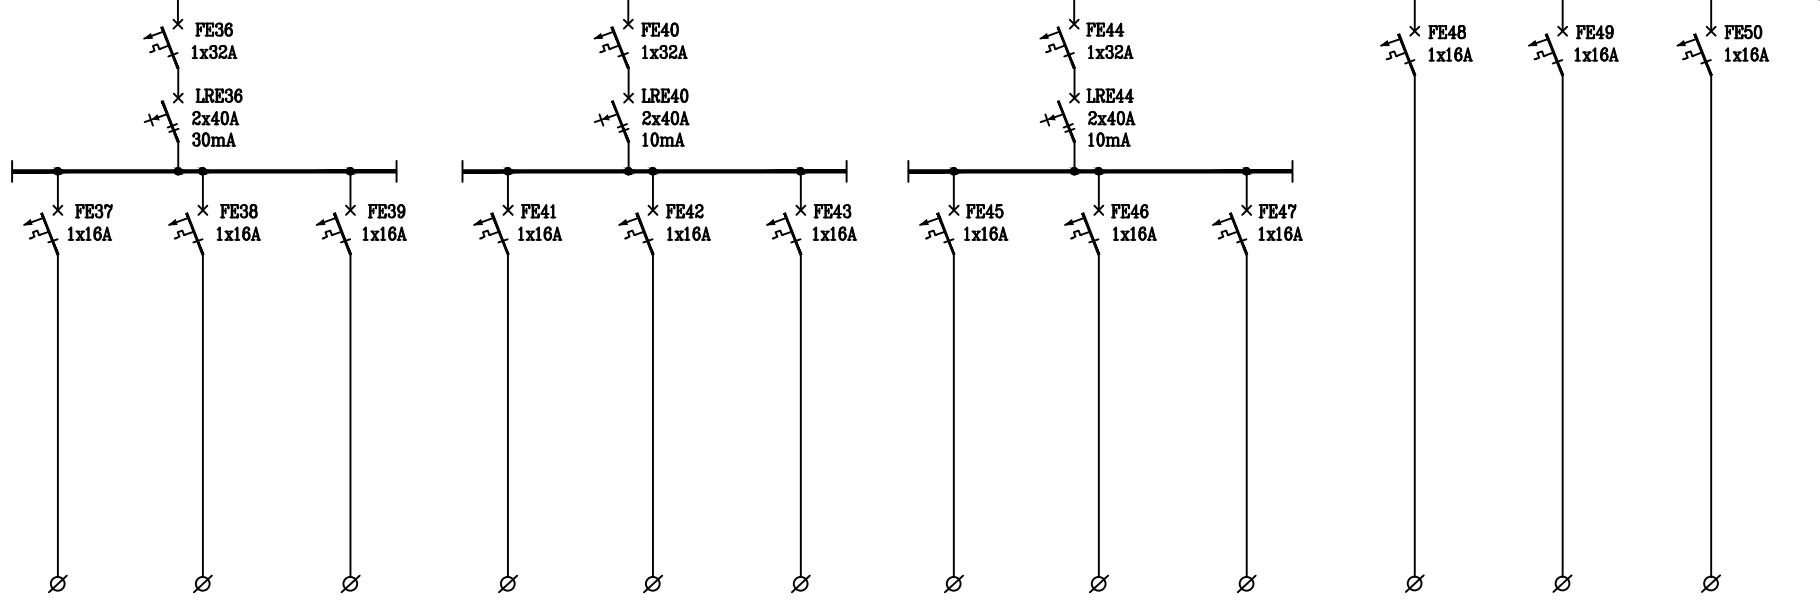 FE36
1x32A
LRE36
2x40A
30mA
FE37
1x16A
FE38
1x16A
FE39
1x16A
FE40
1x32A
LRE40
2x40A
10mA
FE41
1x16A
FE42
1x16A
FE43
1x16A
FE44
1x32A
LRE44
2x40A
10mA
FE45
1x16A
FE46
1x16A
FE47
1x16A
FE48
1x16A
FE49
1x16A
FE50
1x16A